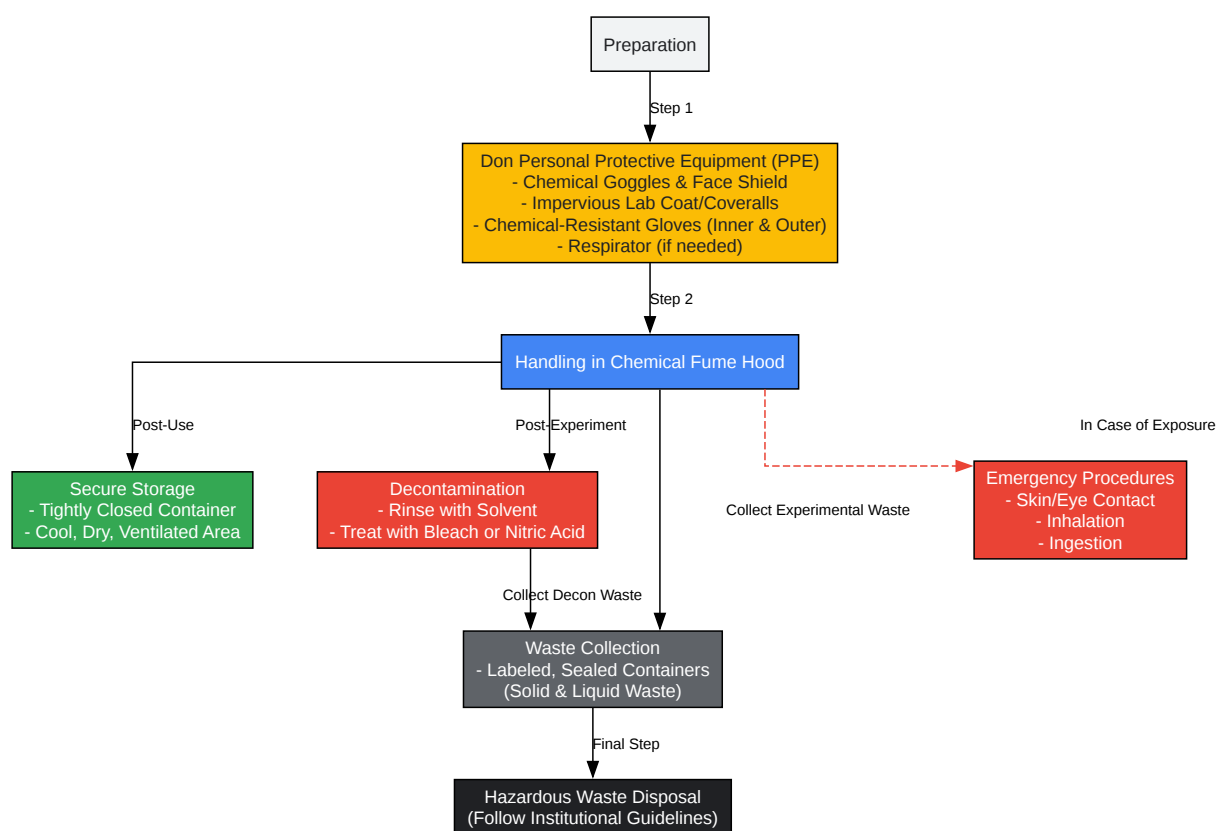 Preparation
Step 1
Don Personal Protective Equipment (PPE)
- Chemical Goggles & Face Shield
- Impervious Lab Coat/Coveralls
- Chemical-Resistant Gloves (Inner & Outer)
- Respirator (if needed)
Step 2
Handling in Chemical Fume Hood
Post-Use
Post-Experiment
In Case of Exposure
Secure Storage
- Tightly Closed Container
- Cool, Dry, Ventilated Area
Decontamination
- Rinse with Solvent
- Treat with Bleach or Nitric Acid
Collect Experimental Waste
Emergency Procedures
- Skin/Eye Contact
- Inhalation
- Ingestion
Collect Decon Waste
Waste Collection
- Labeled, Sealed Containers
(Solid & Liquid Waste)
Final Step
Hazardous Waste Disposal
(Follow Institutional Guidelines)